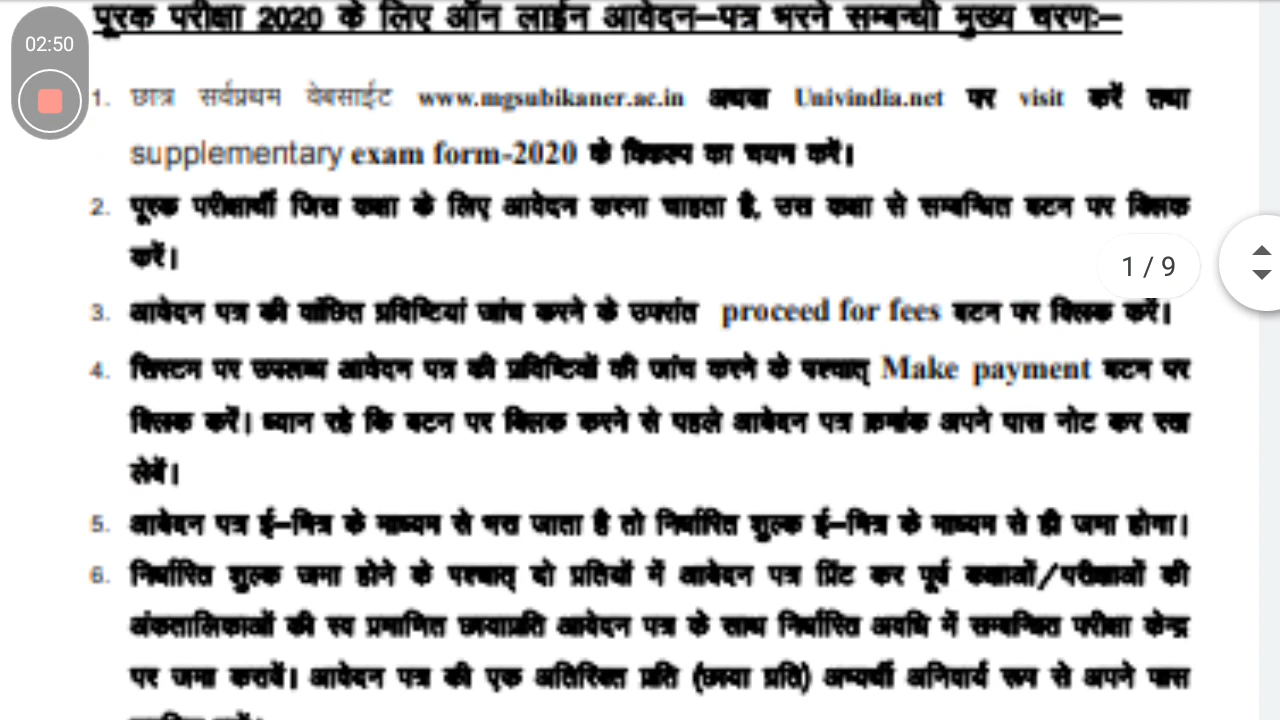 पूरक परीक्षा 2020 के लिए ऑन लाईन आवेदन–पत्र भरने सम्बन्धी मुख्य चरणः–
02:50
1. छात्र सर्वप्रथम वेबसाईट www.mgsubikaner.ac.in अथवा Univindia.net पर visit करें तथा
supplementary exam form-2020 के विकल्प का चयन करें।
2. पूरक परीक्षार्थी जिस कक्षा के लिए आवेदन करना चाहता है, उस कक्षा से सम्बन्धित बटन पर क्लिक
करें।
1 / 9
3. आवेदन पत्र की वांछित प्रविष्टियां जांच करने के उपरांत proceed for fees बटन पर क्लिक करें।
4. सिस्टम पर उपलब्ध आवेदन पत्र की प्रविष्टियों की जांच करने के पश्चात् Make payment बटन पर
क्लिक करें। ध्यान रहे कि बटन पर क्लिक करने से पहले आवेदन पत्र क्रमांक अपने पास नोट कर रख
लेवें।
5. आवेदन पत्र ई–मित्र के माध्यम से भरा जाता है तो निर्धारित शुल्क ई–मित्र के माध्यम से ही जमा होगा।
6. निर्धारित शुल्क जमा होने के पश्चात् दो प्रतियों में आवेदन पत्र प्रिंट कर पूर्व कक्षाओं/परीक्षाओं की
अंकतालिकाओं की स्व प्रमाणित छायाप्रति आवेदन पत्र के साथ निर्धारित अवधि में सम्बन्धित परीक्षा केन्द्र
पर जमा करावें। आवेदन पत्र की एक अतिरिक्त प्रति (छाया प्रति) अभ्यर्थी अनिवार्य रूप से अपने पास